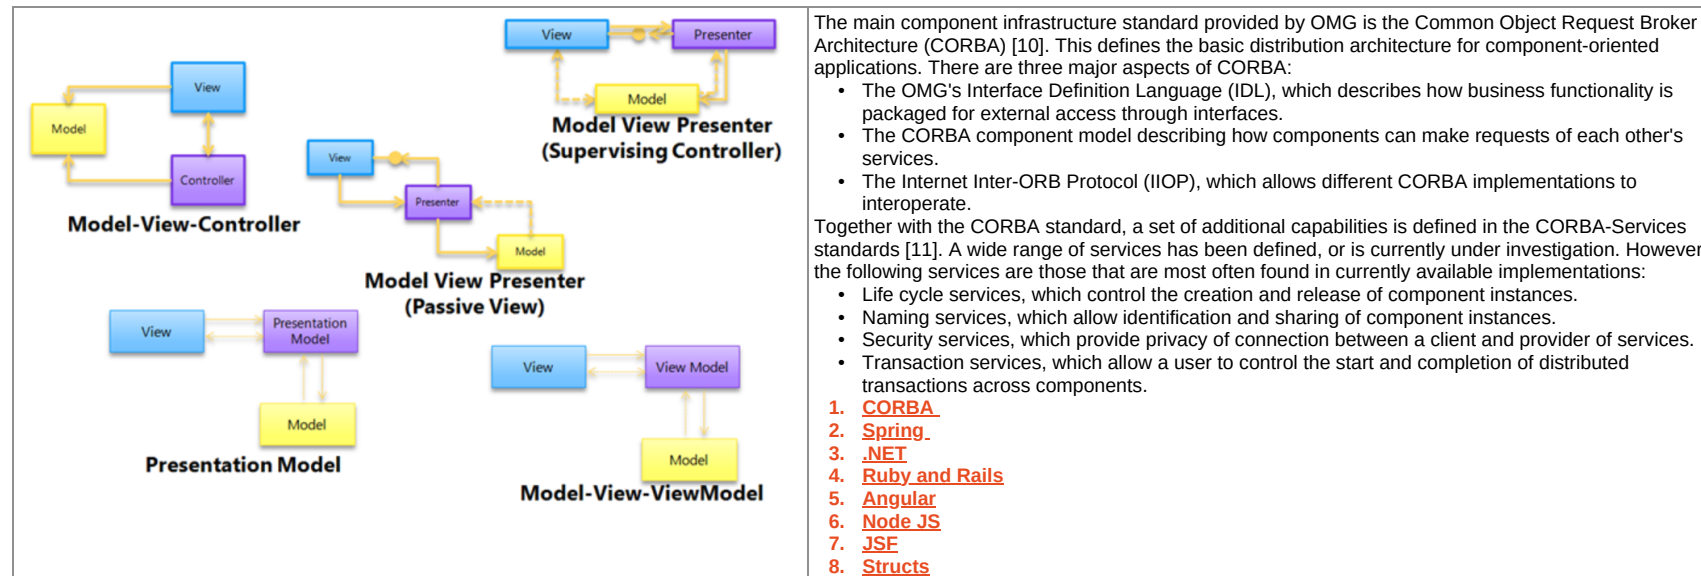 View
Model
Controller
Model-View-Controller
View
Presenter
Model
Model View Presenter
(Supervising Controller)
View
Presenter
Model
Model View Presenter
(Passive View)
View
Presentation
Model
Model
Presentation Model
View
View Model
Model
Model-View-ViewModel
The main component infrastructure standard provided by OMG is the Common Object Request Broker
Architecture (CORBA) [10]. This defines the basic distribution architecture for component-oriented
applications. There are three major aspects of CORBA:
• The OMG's Interface Definition Language (IDL), which describes how business functionality is
packaged for external access through interfaces.
• The CORBA component model describing how components can make requests of each other's
services.
• The Internet Inter-ORB Protocol (IIOP), which allows different CORBA implementations to
interoperate.
Together with the CORBA standard, a set of additional capabilities is defined in the CORBA-Services
standards [11]. A wide range of services has been defined, or is currently under investigation. However
the following services are those that are most often found in currently available implementations:
• Life cycle services, which control the creation and release of component instances.
• Naming services, which allow identification and sharing of component instances.
• Security services, which provide privacy of connection between a client and provider of services.
• Transaction services, which allow a user to control the start and completion of distributed
transactions across components.
1. CORBA
2. Spring
3. .NET
4. Ruby and Rails
5. Angular
6. Node JS
7. JSF
8. Structs